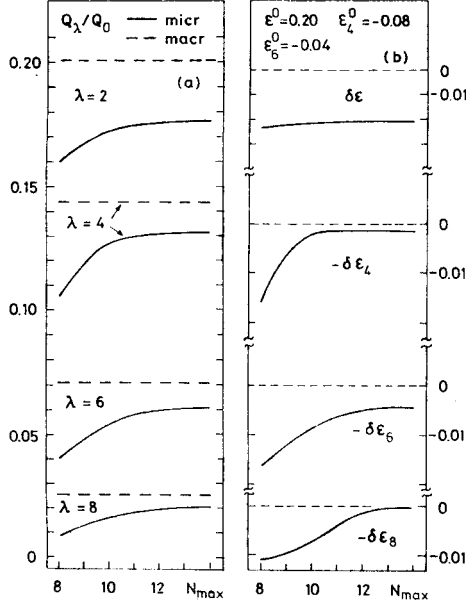 Q_λ/Q_0
micr
macr
(a)
λ = 2
λ = 4
λ = 6
λ = 8
0.20
0.15
0.10
0.05
0
8 10 12 N_max
ε^0=0.20 ε_4^0=-0.08
ε_6^0=-0.04
(b)
δε
-δε_4
-δε_6
-δε_8
0
-0.01
0
-0.01
0
-0.01
0
-0.01
8 10 12 N_max